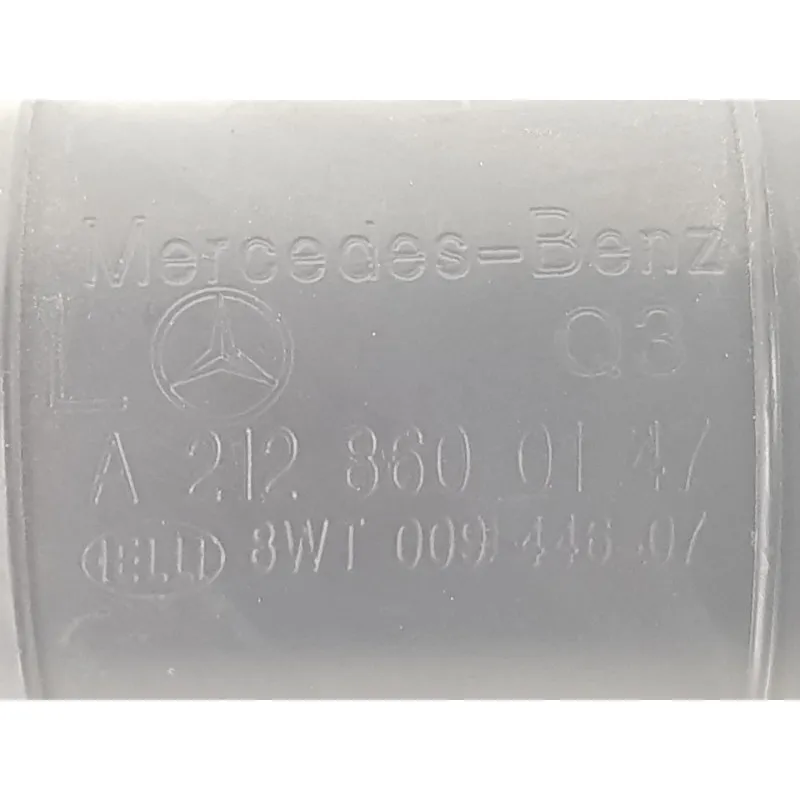 Mercedes-Benz
L. Q3
A 212 860 01 47
HELLA 8WT 009 446-07